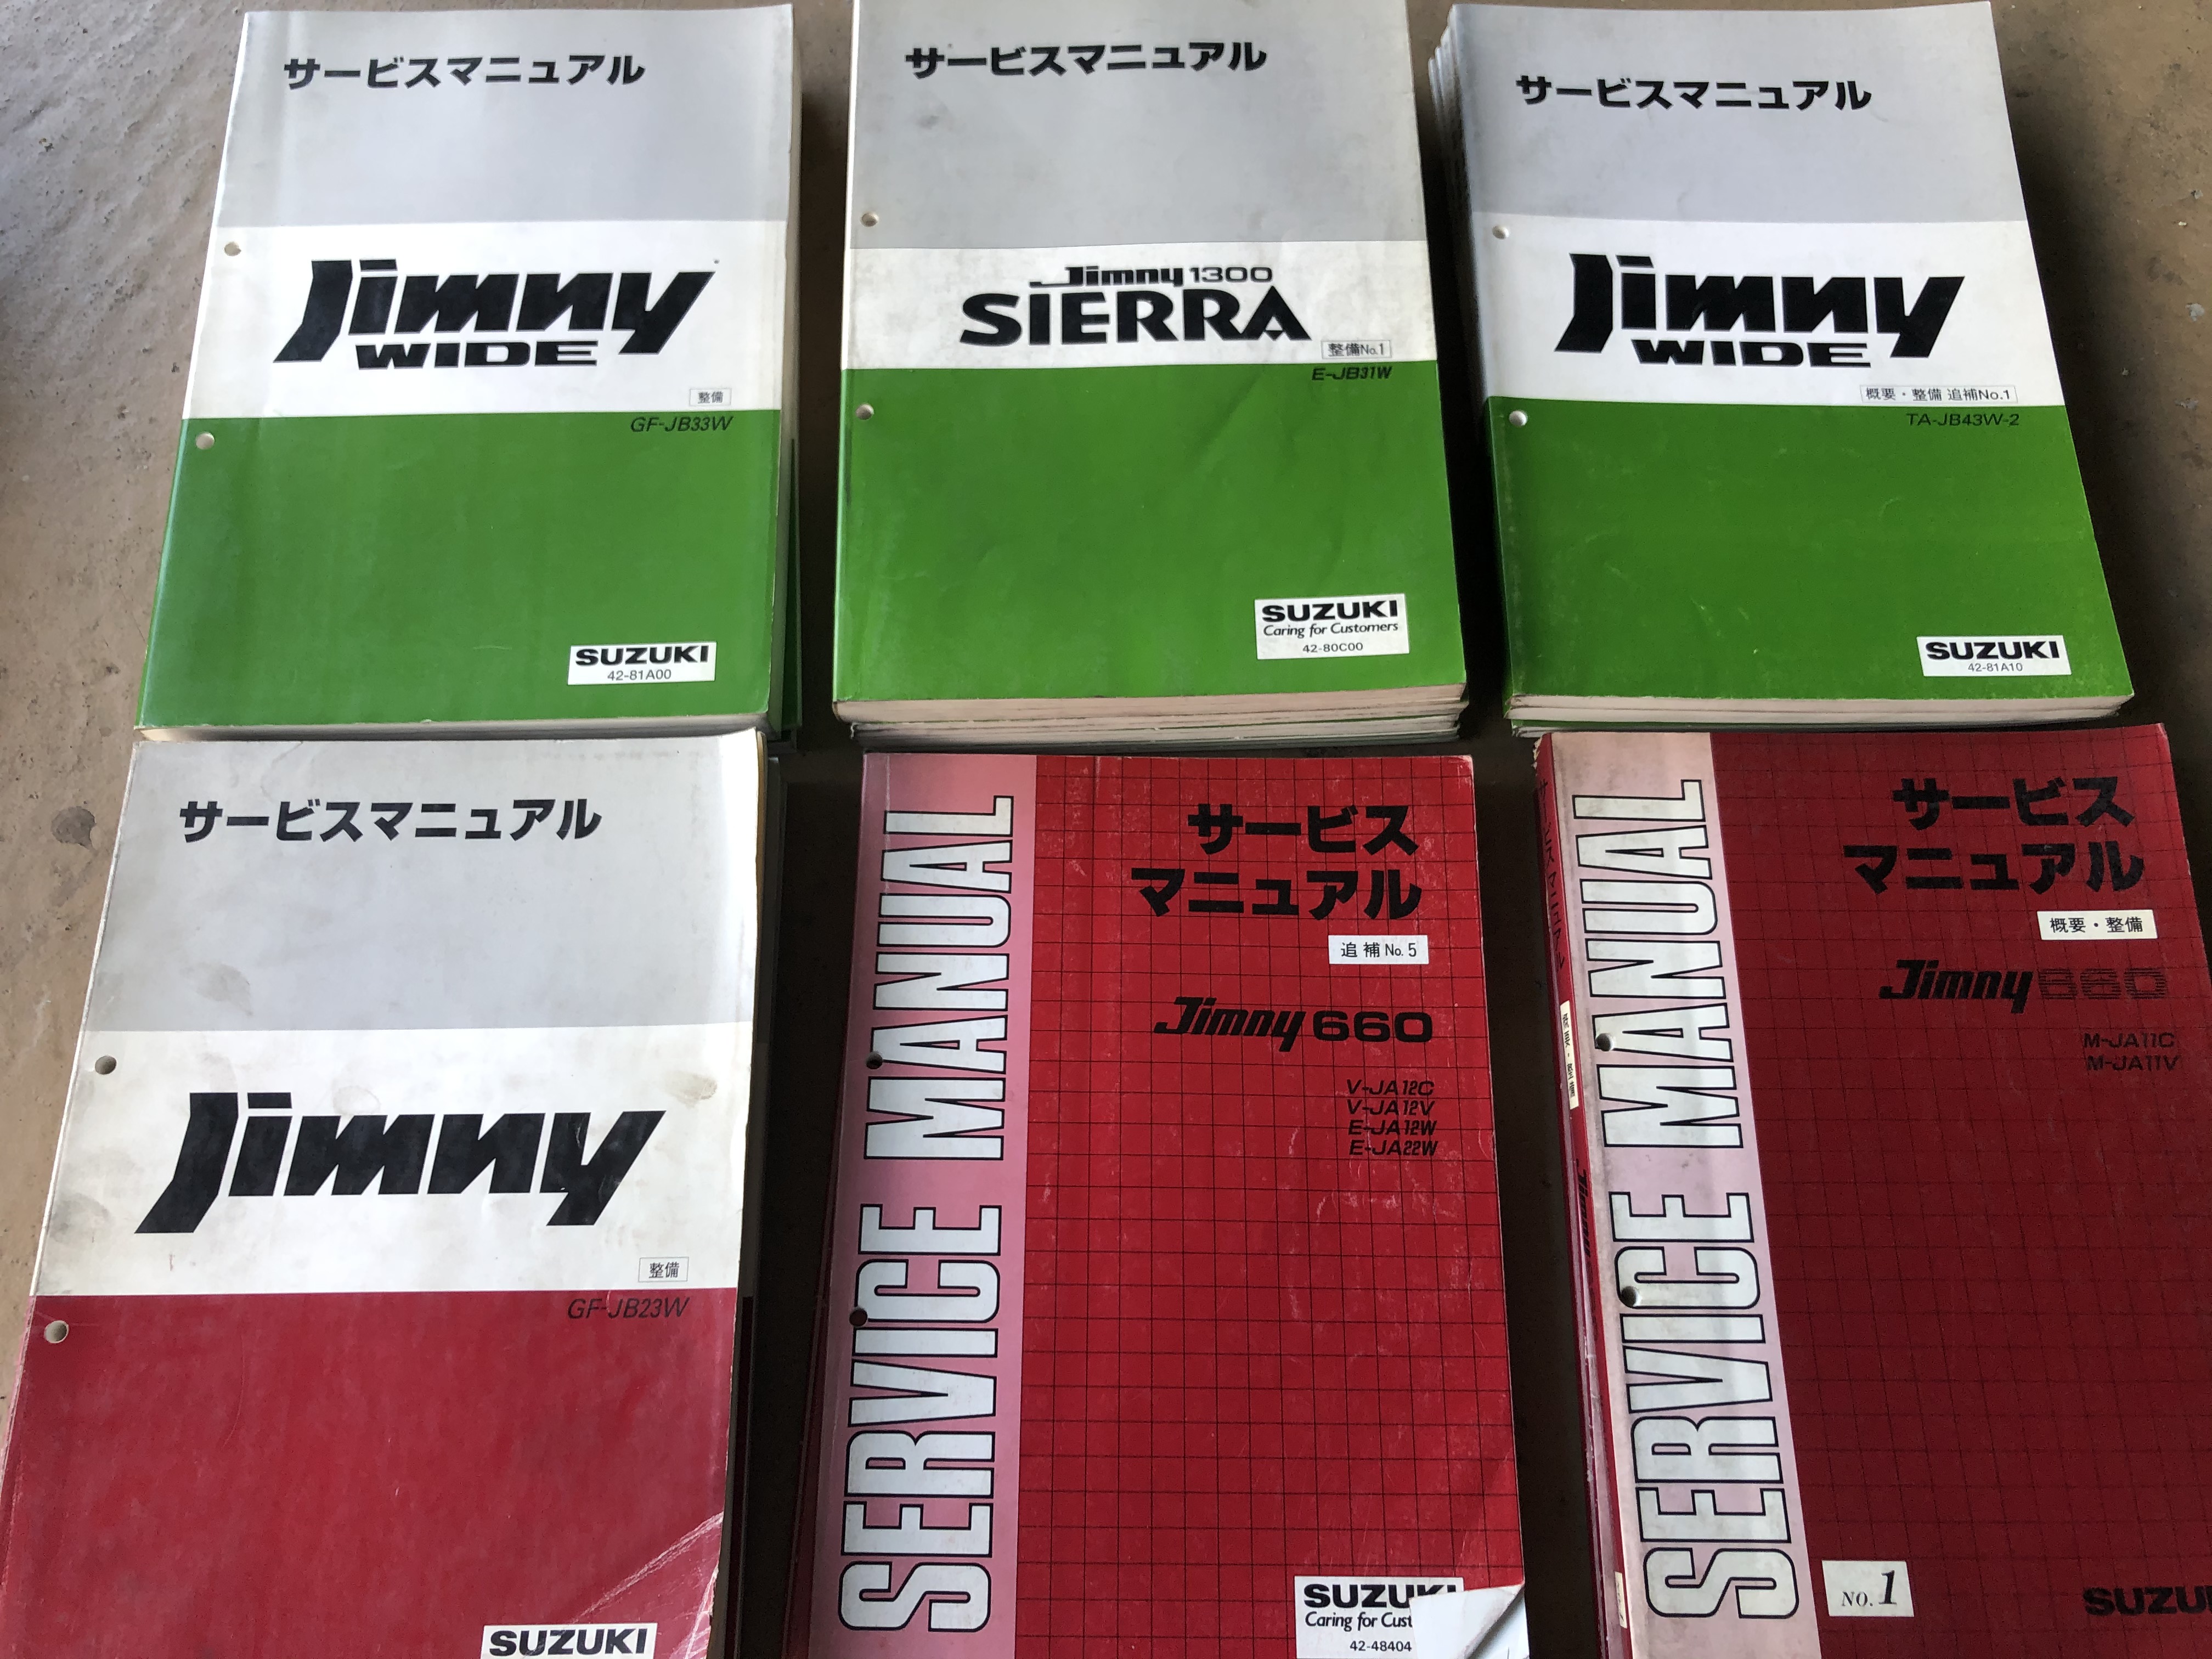 サービスマニュアル
Jimny
WIDE
整備
GF-JB33W
SUZUKI
42-81A00
サービスマニュアル
Jimny 1300
SIERRA
整備No.1
E-JB31W
SUZUKI
Caring for Customers
42-80C00
サービスマニュアル
Jimny
WIDE
概要・整備 追補No.1
TA-JB43W-2
SUZUKI
42-81A10
サービスマニュアル
Jimny
整備
GF-JB23W
SUZUKI
SERVICE MANUAL
サービス
マニュアル
追補 No. 5
Jimny 660
V-JA12C
V-JA12V
E-JA12W
E-JA22W
SUZUKI
Caring for Cust
42-48404
SERVICE MANUAL
サービス
マニュアル
概要・整備
Jimny 660
M-JA11C
M-JA11V
NO. 1
SUZU